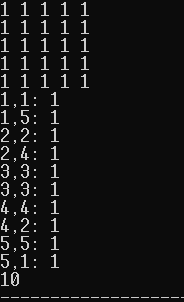 1 1 1 1 1
1 1 1 1 1
1 1 1 1 1
1 1 1 1 1
1 1 1 1 1
1,1: 1
1,5: 1
2,2: 1
2,4: 1
3,3: 1
3,3: 1
4,4: 1
4,2: 1
5,5: 1
5,1: 1
10
--------------------